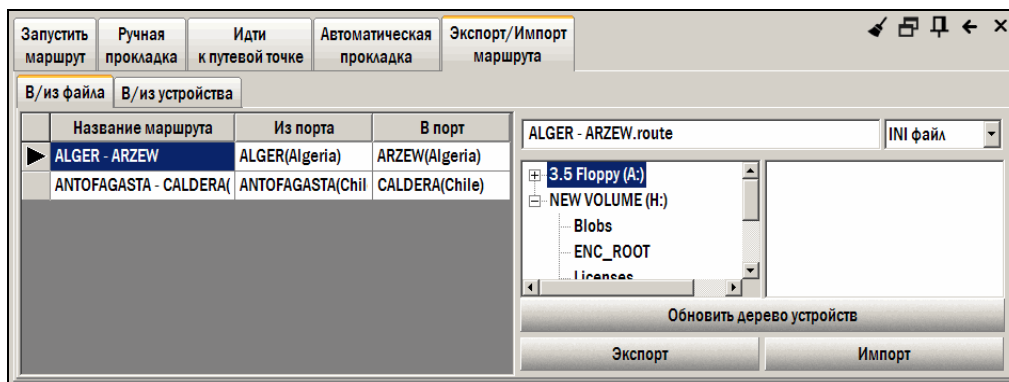 Запустить маршрут
Ручная прокладка
Идти к путевой точке
Автоматическая прокладка
Экспорт/Импорт маршрута
В/из файла
В/из устройства
Название маршрута
Из порта
В порт
ALGER - ARZEW
ALGER(Algeria)
ARZEW(Algeria)
ANTOFAGASTA - CALDERA(
ANTOFAGASTA(Chil
CALDERA(Chile)
ALGER - ARZEW.route
INI файл
3.5 Floppy (A:)
NEW VOLUME (H:)
Blobs
ENC_ROOT
Licenses
Обновить дерево устройств
Экспорт
Импорт